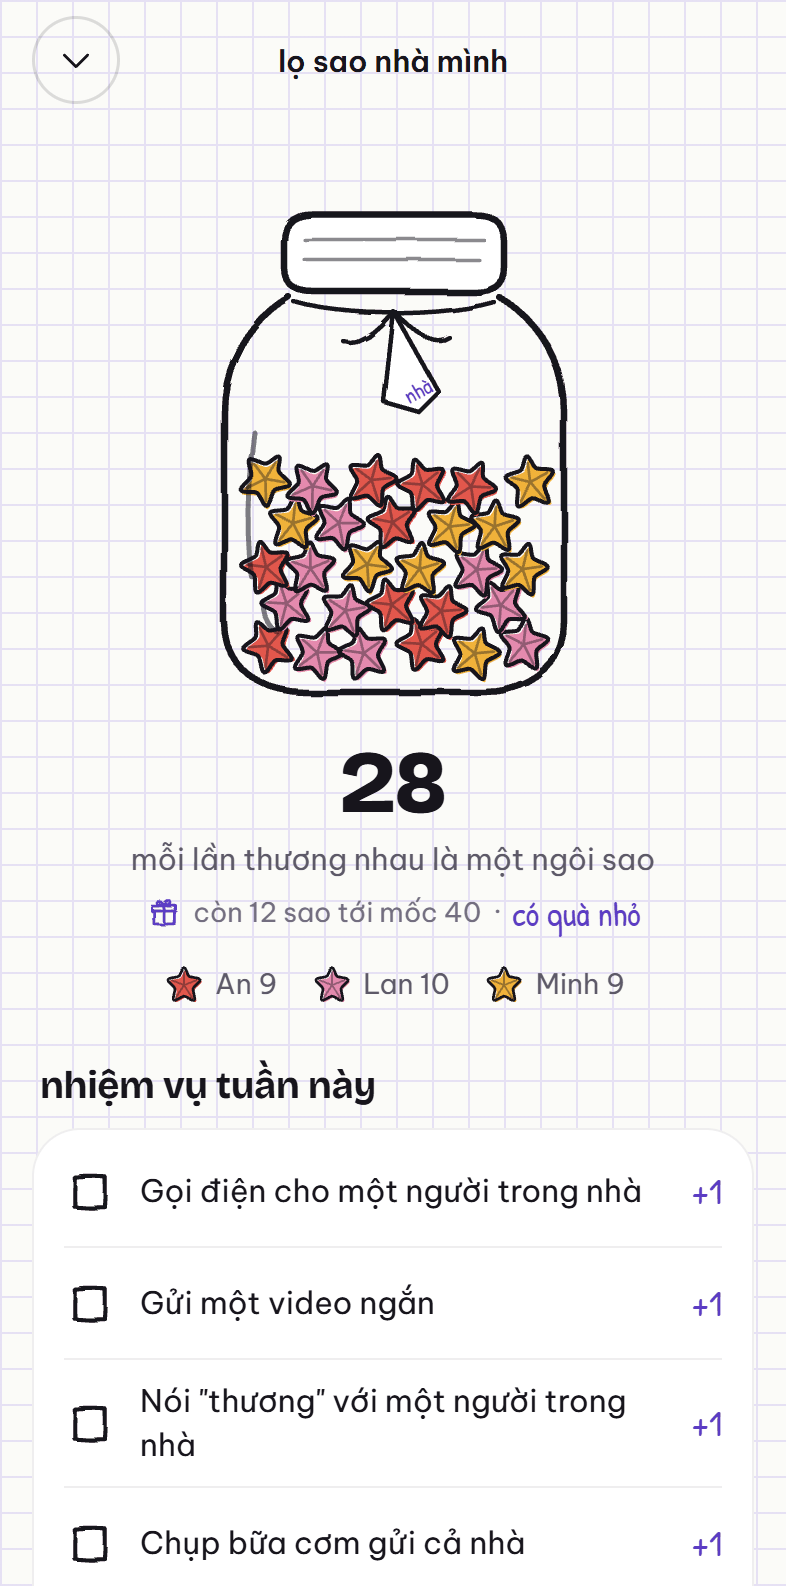 lọ sao nhà mình
nhà
28
mỗi lần thương nhau là một ngôi sao
còn 12 sao tới mốc 40 · có quà nhỏ
An 9 Lan 10 Minh 9
nhiệm vụ tuần này
Gọi điện cho một người trong nhà +1
Gửi một video ngắn +1
Nói "thương" với một người trong
nhà +1
Chụp bữa cơm gửi cả nhà +1